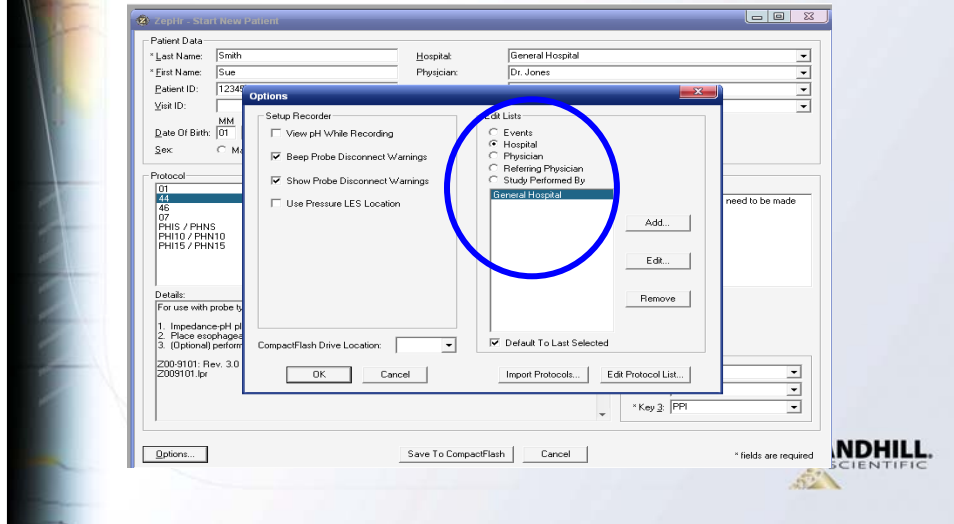 ZepHr - Start New Patient
Patient Data
* Last Name: Smith
Hospital: General Hospital
* First Name: Sue
Physician: Dr. Jones
Patient ID: 12345
Visit ID:
MM
Date Of Birth: 01
Sex:
Protocol
01
44
46
07
PHIS / PHNS
PHI10 / PHN10
PHI15 / PHN15
need to be made
Details:
For use with probe
1. Impedance-pH
2. Place
3. (Optional)
Z00-9101: Rev. 3.0
Z009101.lpr
* Key 3: PPI
Options...
Save To CompactFlash
Cancel
* fields are required
Options
Setup Recorder
View pH While Recording
Beep Probe Disconnect Warnings
Show Probe Disconnect Warnings
Use Pressure LES Location
CompactFlash Drive Location:
OK
Cancel
Edit Lists
Events
Hospital
Physician
Referring Physician
Study Performed By
General Hospital
Add...
Edit...
Remove
Default To Last Selected
Import Protocols...
Edit Protocol List...
NDHILL.
SCIENTIFIC